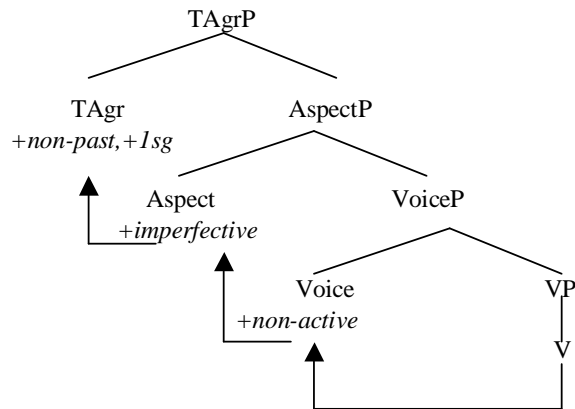 TAgrP
TAgr AspectP
+non-past,+1sg
Aspect VoiceP
+imperfective
Voice VP
+non-active
V